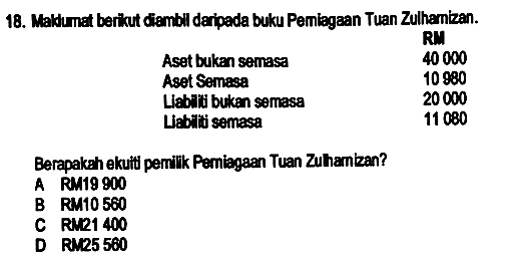 18. Maklumat berikut diambil daripada buku Perniagaan Tuan Zulhamizan.
RM
Aset bukan semasa 40 000
Aset Semasa 10 980
Liabiliti bukan semasa 20 000
Liabiliti semasa 11 080
Berapakah ekuiti pemilik Perniagaan Tuan Zulhamizan?
A RM19 900
B RM10 560
C RM21 400
D RM25 560